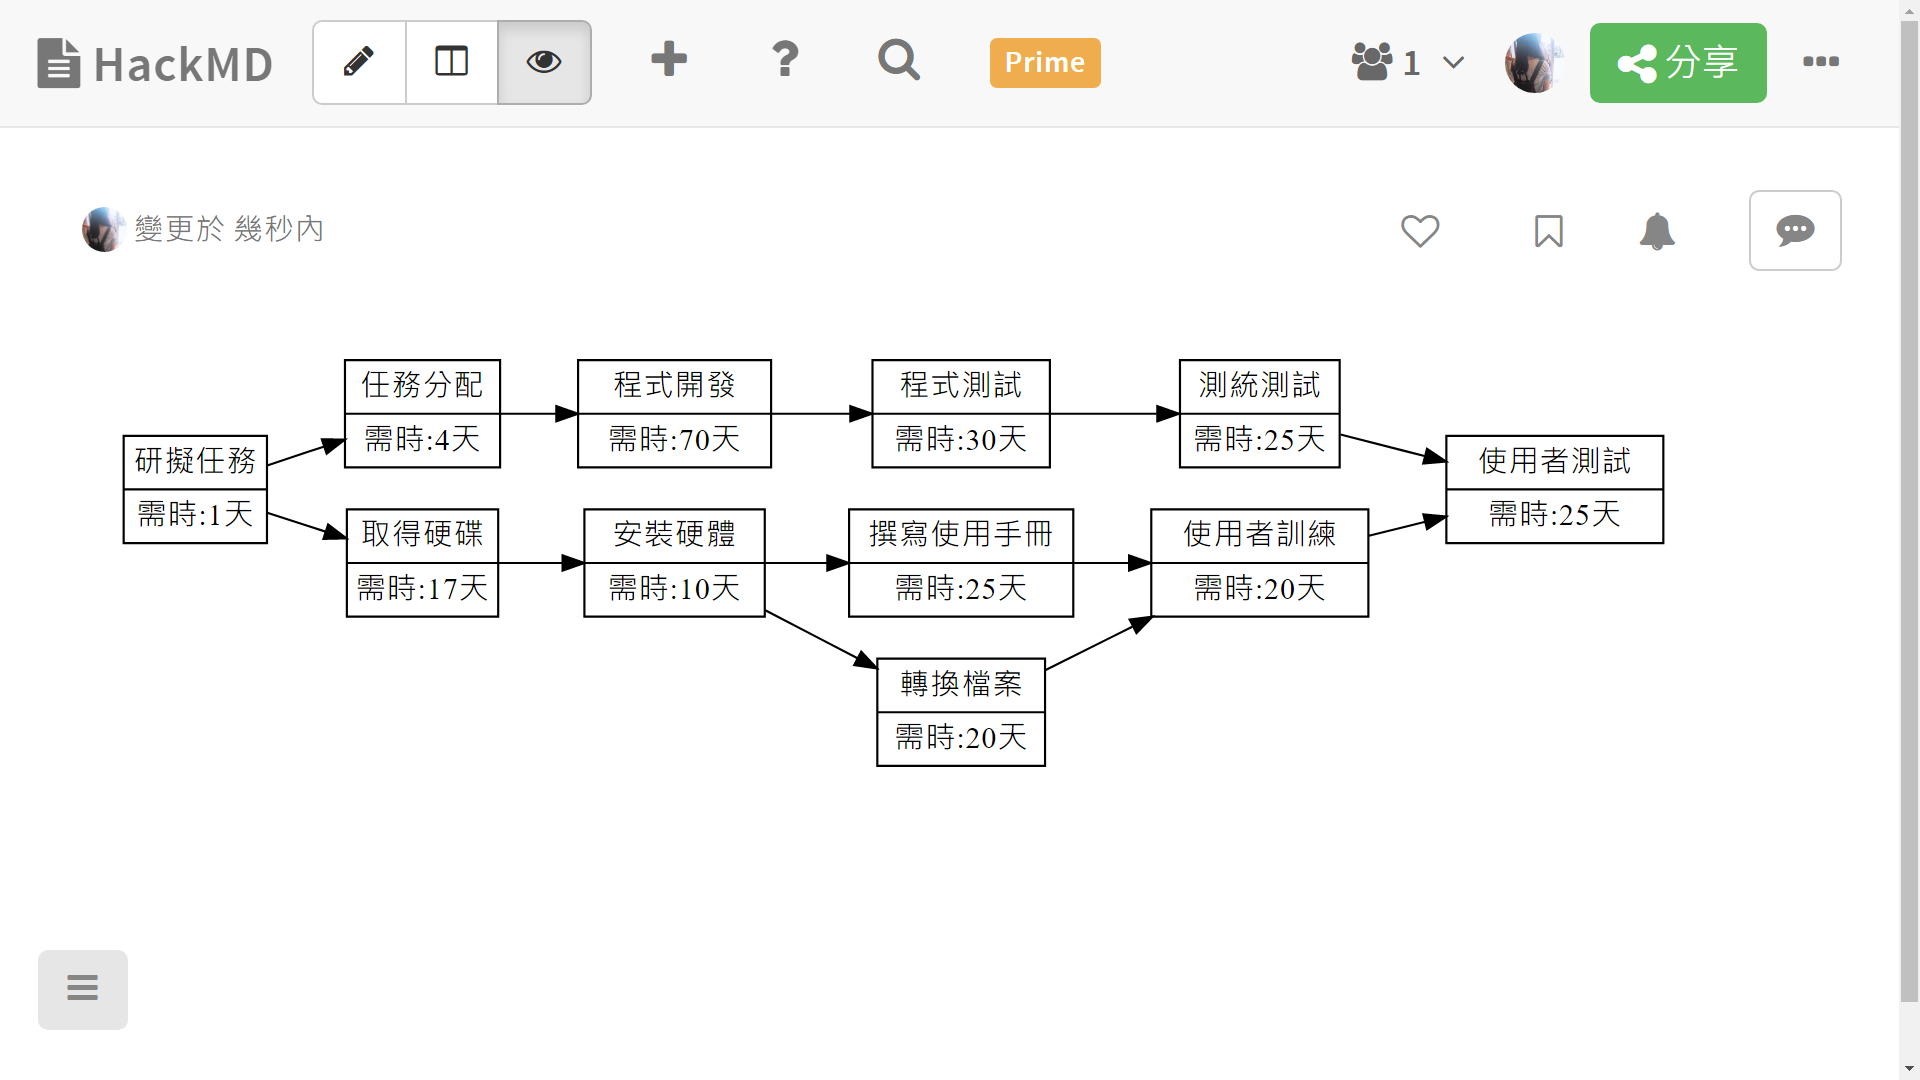 HackMD
Prime
1
分享
變更於 幾秒內
任務分配
需時:4天
程式開發
需時:70天
程式測試
需時:30天
測統測試
需時:25天
研擬任務
需時:1天
使用者測試
需時:25天
取得硬碟
需時:17天
安裝硬體
需時:10天
撰寫使用手冊
需時:25天
使用者訓練
需時:20天
轉換檔案
需時:20天